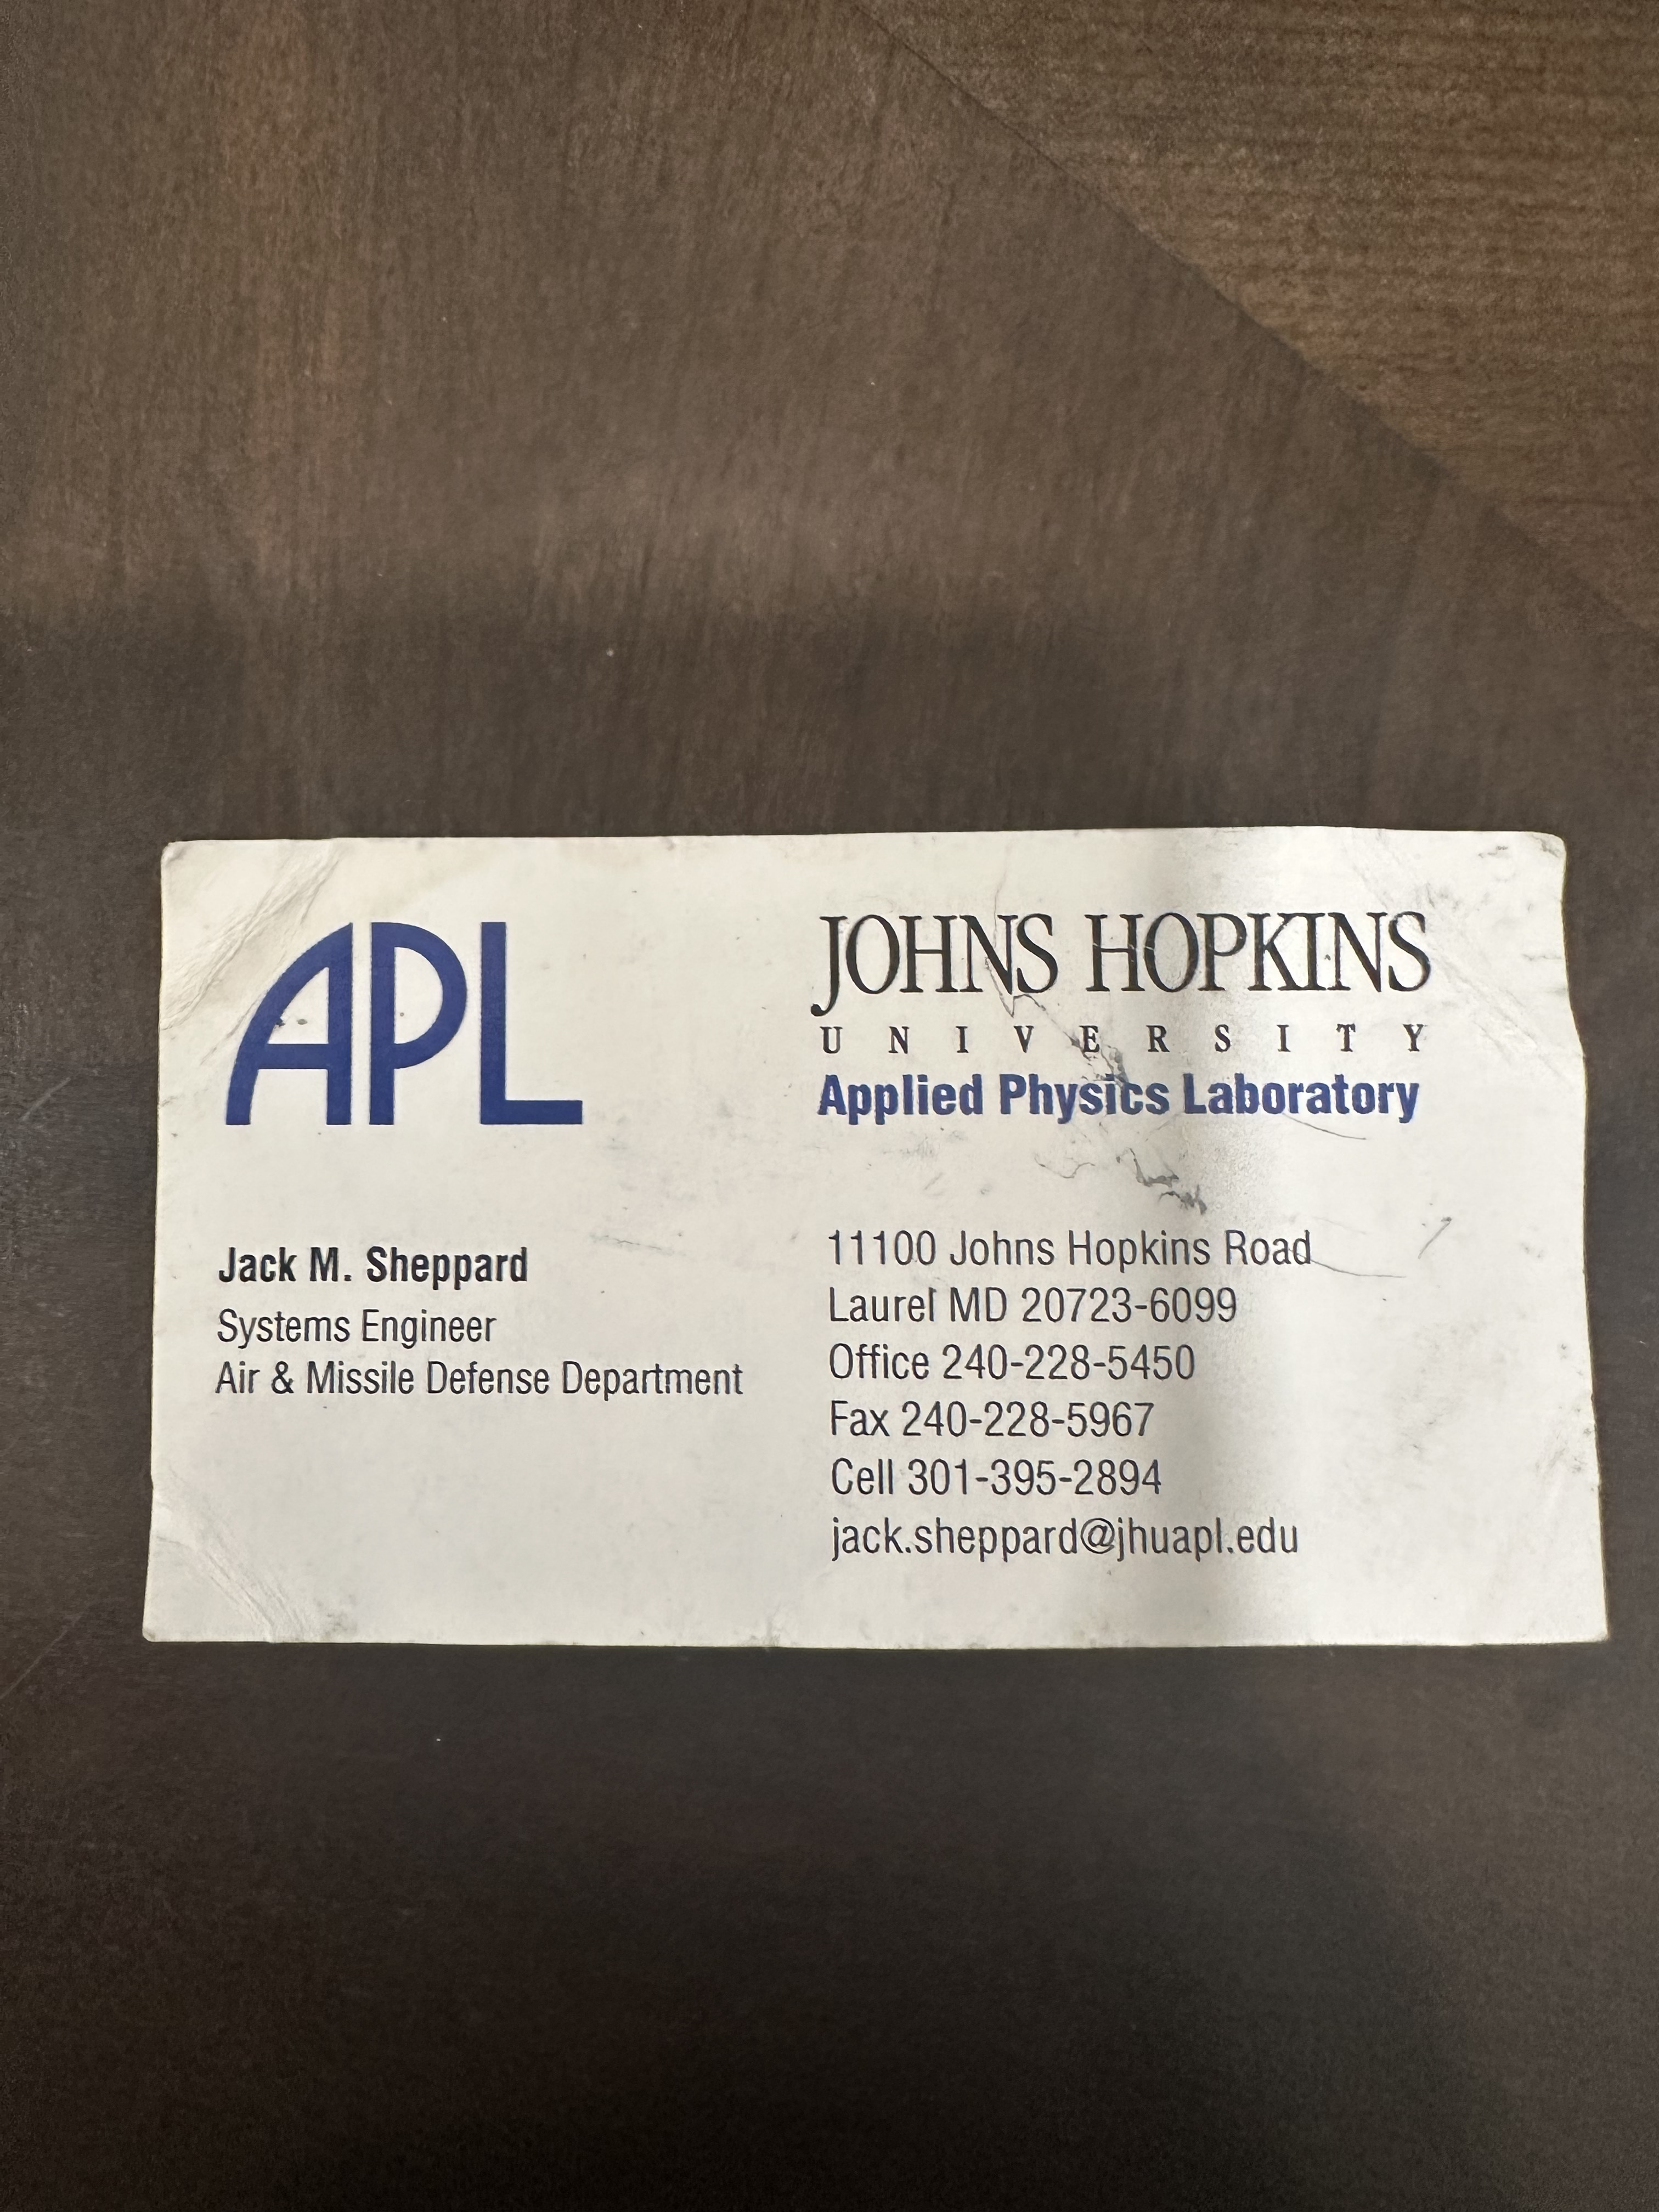 APL
JOHNS HOPKINS
UNIVERSITY
Applied Physics Laboratory
Jack M. Sheppard
Systems Engineer
Air & Missile Defense Department
11100 Johns Hopkins Road
Laurel MD 20723-6099
Office 240-228-5450
Fax 240-228-5967
Cell 301-395-2894
jack.sheppard@jhuapl.edu